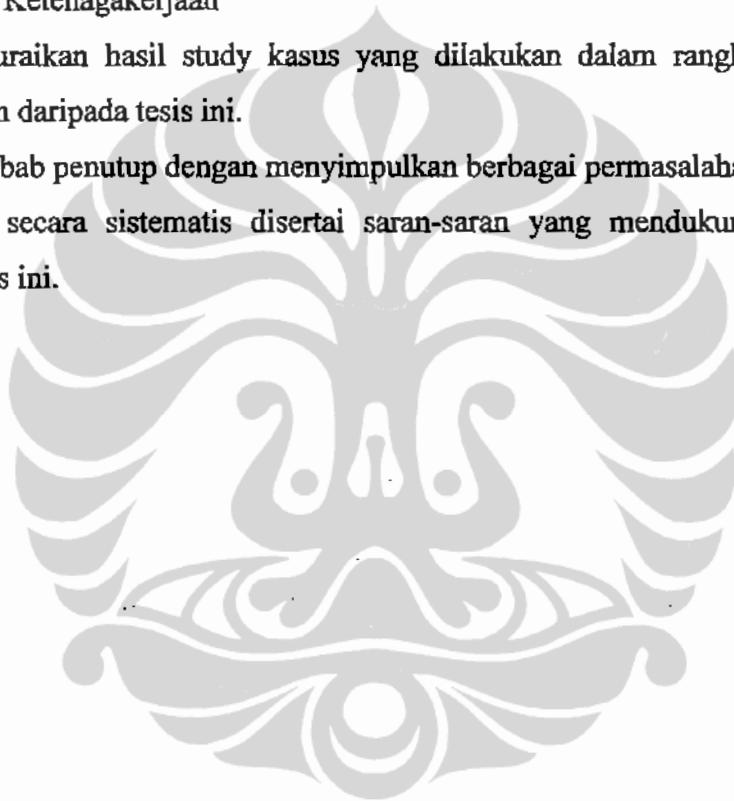 Ketenagakerjaan
uraikan hasil study kasus yang dilakukan dalam rangl
n daripada tesis ini.
bab penutup dengan menyimpulkan berbagai permasalaha
secara sistematis disertai saran-saran yang mendukun
s ini.